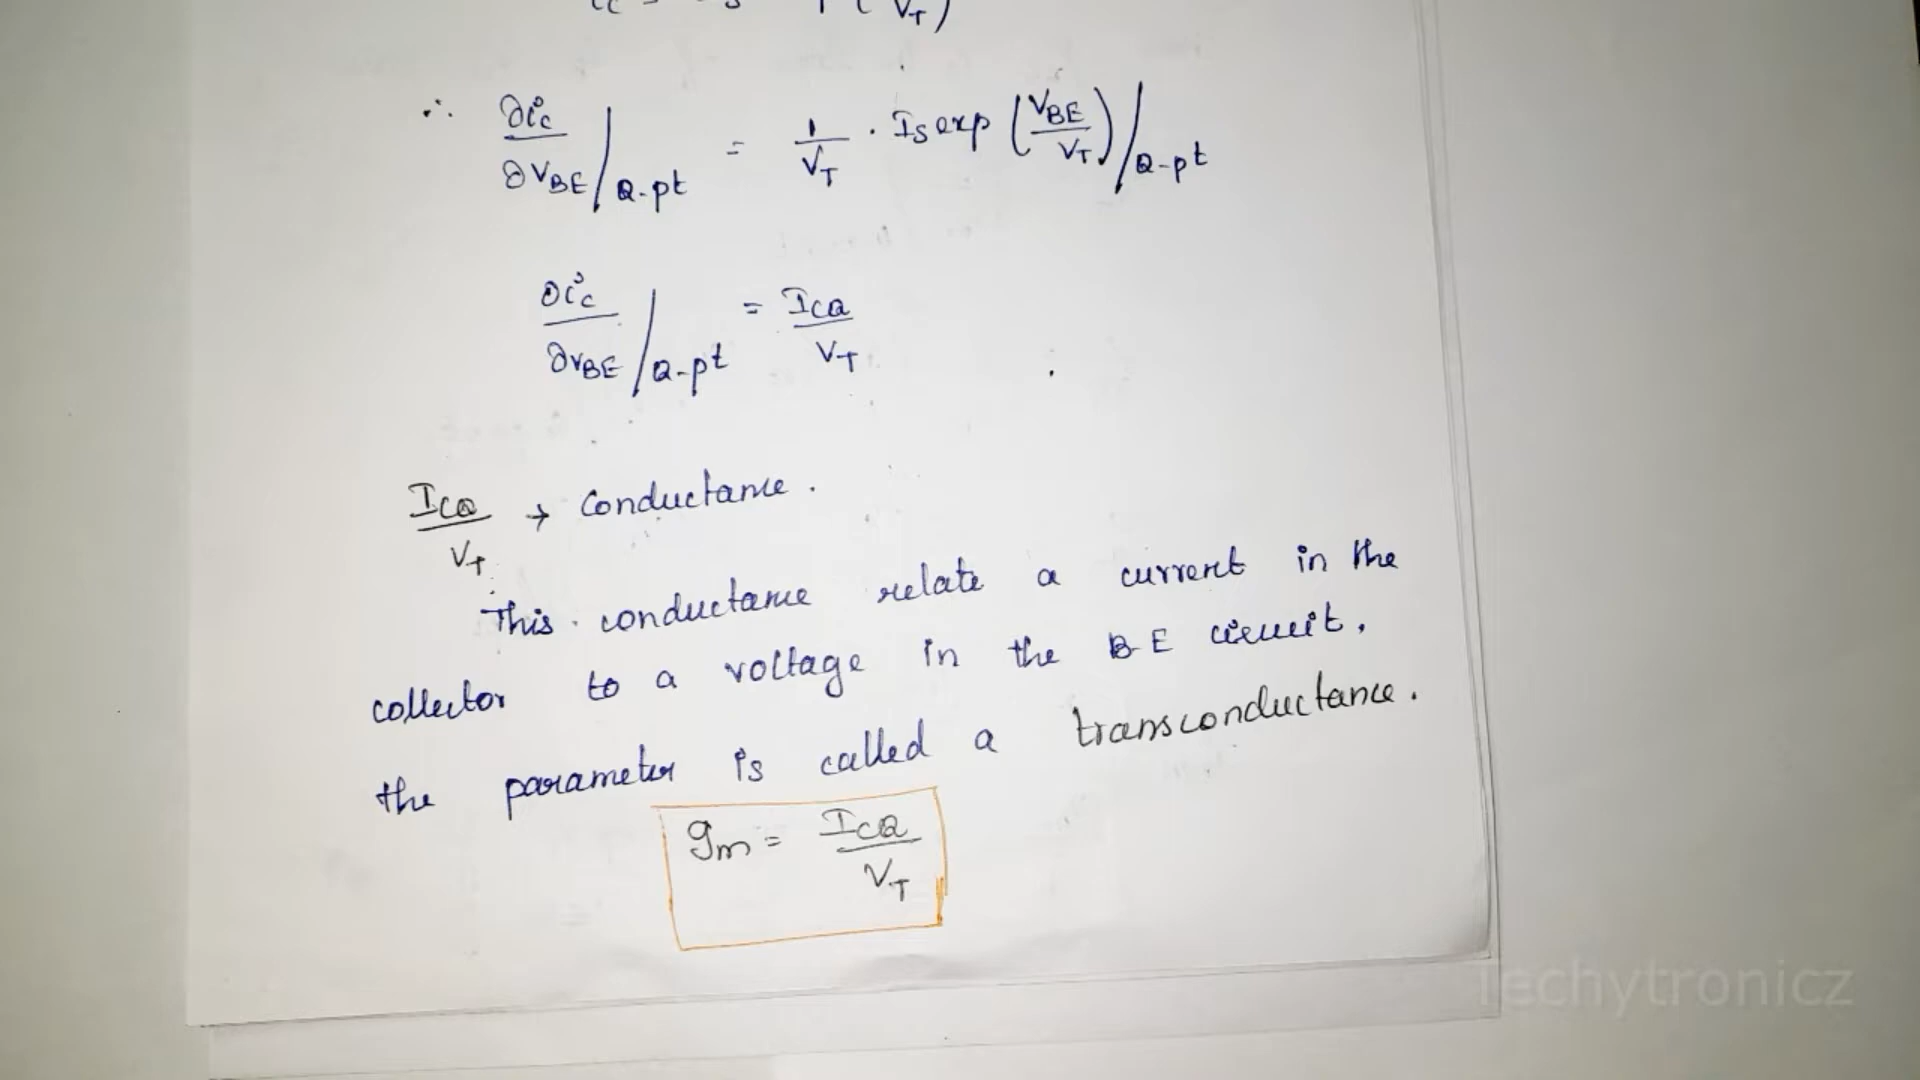 ∴ ∂ic/∂VBE |Q-pt = 1/VT · Is exp (VBE/VT) |Q-pt
∂ic/∂vBE |Q-pt = ICQ/VT
ICQ/VT → Conductance.
This conductance relate a current in the
collector to a voltage in the BE circuit.
the parameter is called a transconductance.
gm = ICQ/VT
Techytronicz